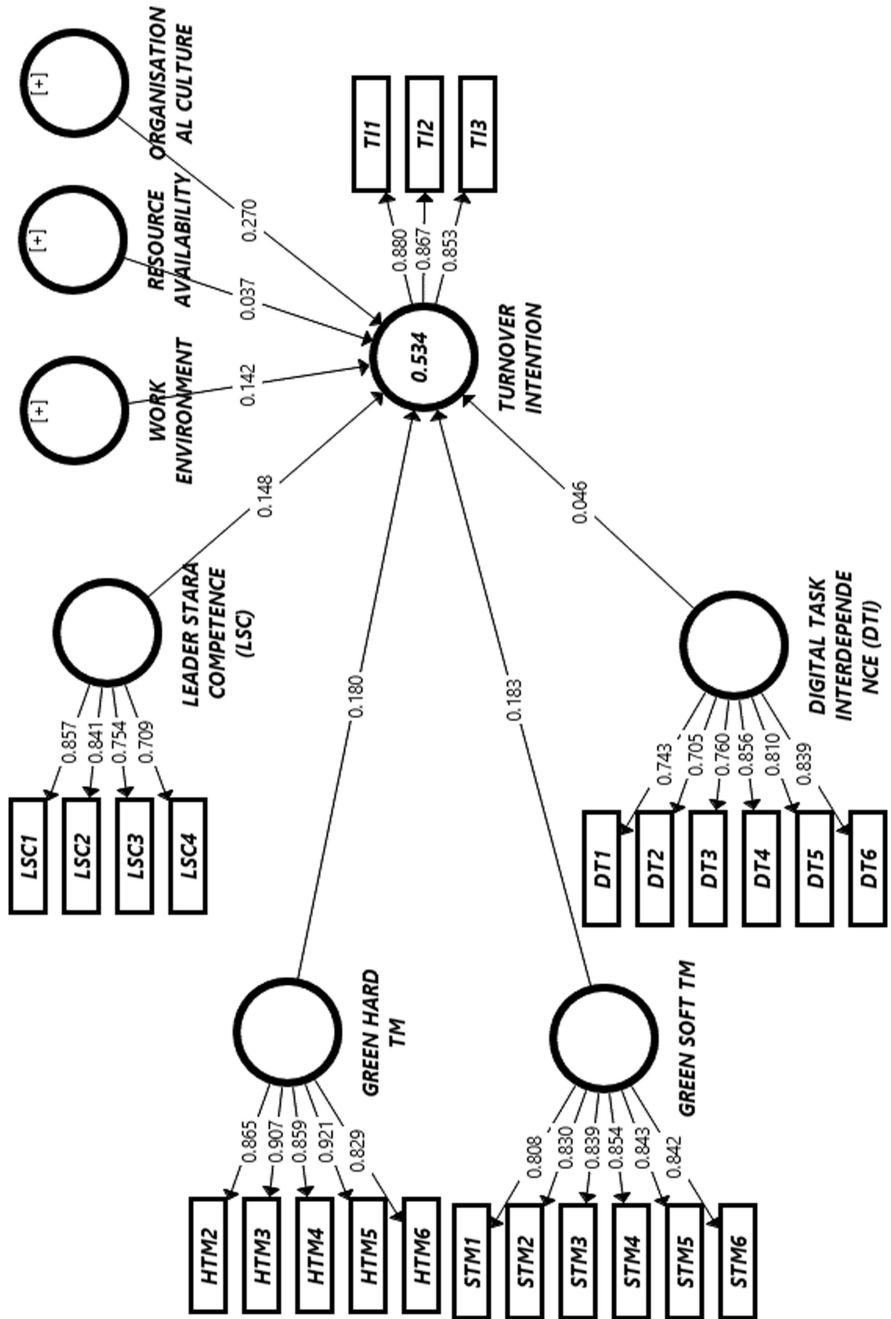 LSC1
LSC2
LSC3
LSC4
0.857
0.841
0.754
0.709
LEADER STARA
COMPETENCE
(LSC)
[+]
WORK
ENVIRONMENT
[+]
RESOURCE
AVAILABILITY
[+]
ORGANISATION
AL CULTURE
0.148
0.142
0.037
0.270
HTM2
HTM3
HTM4
HTM5
HTM6
0.865
0.907
0.859
0.921
0.829
GREEN HARD
TM
0.180
0.534
TURNOVER
INTENTION
0.880
0.867
0.853
TI1
TI2
TI3
STM1
STM2
STM3
STM4
STM5
STM6
0.808
0.830
0.839
0.854
0.843
0.842
GREEN SOFT TM
0.183
DT1
DT2
DT3
DT4
DT5
DT6
0.743
0.705
0.760
0.856
0.810
0.839
DIGITAL TASK
INTERDEPENDE
NCE (DTI)
0.046